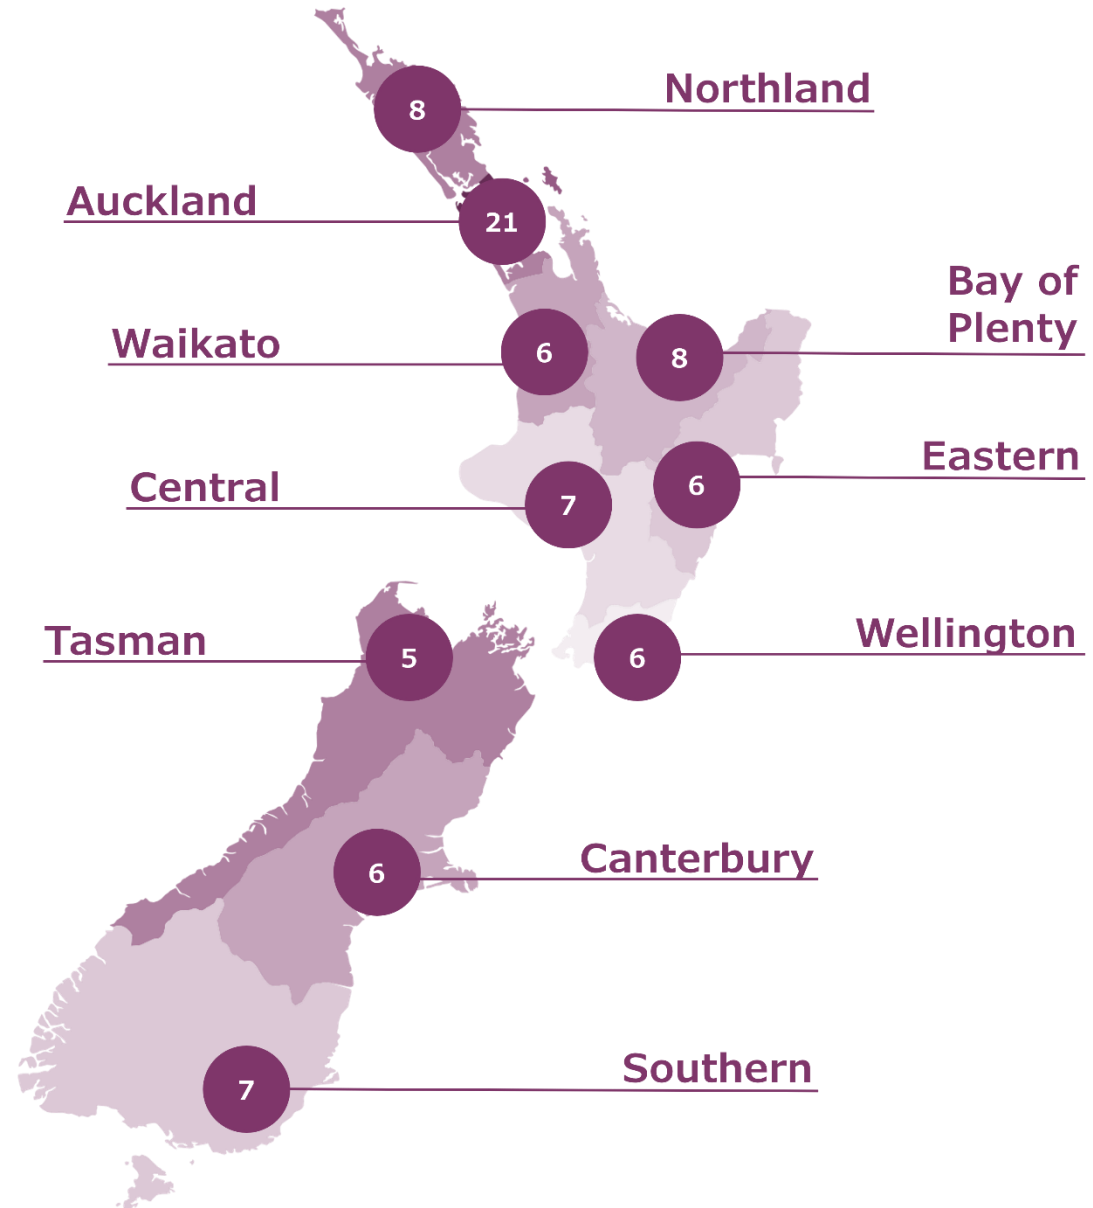 Northland
8
Auckland
21
Bay of
Plenty
8
Waikato
6
Eastern
6
Central
7
Wellington
6
Tasman
5
Canterbury
6
Southern
7